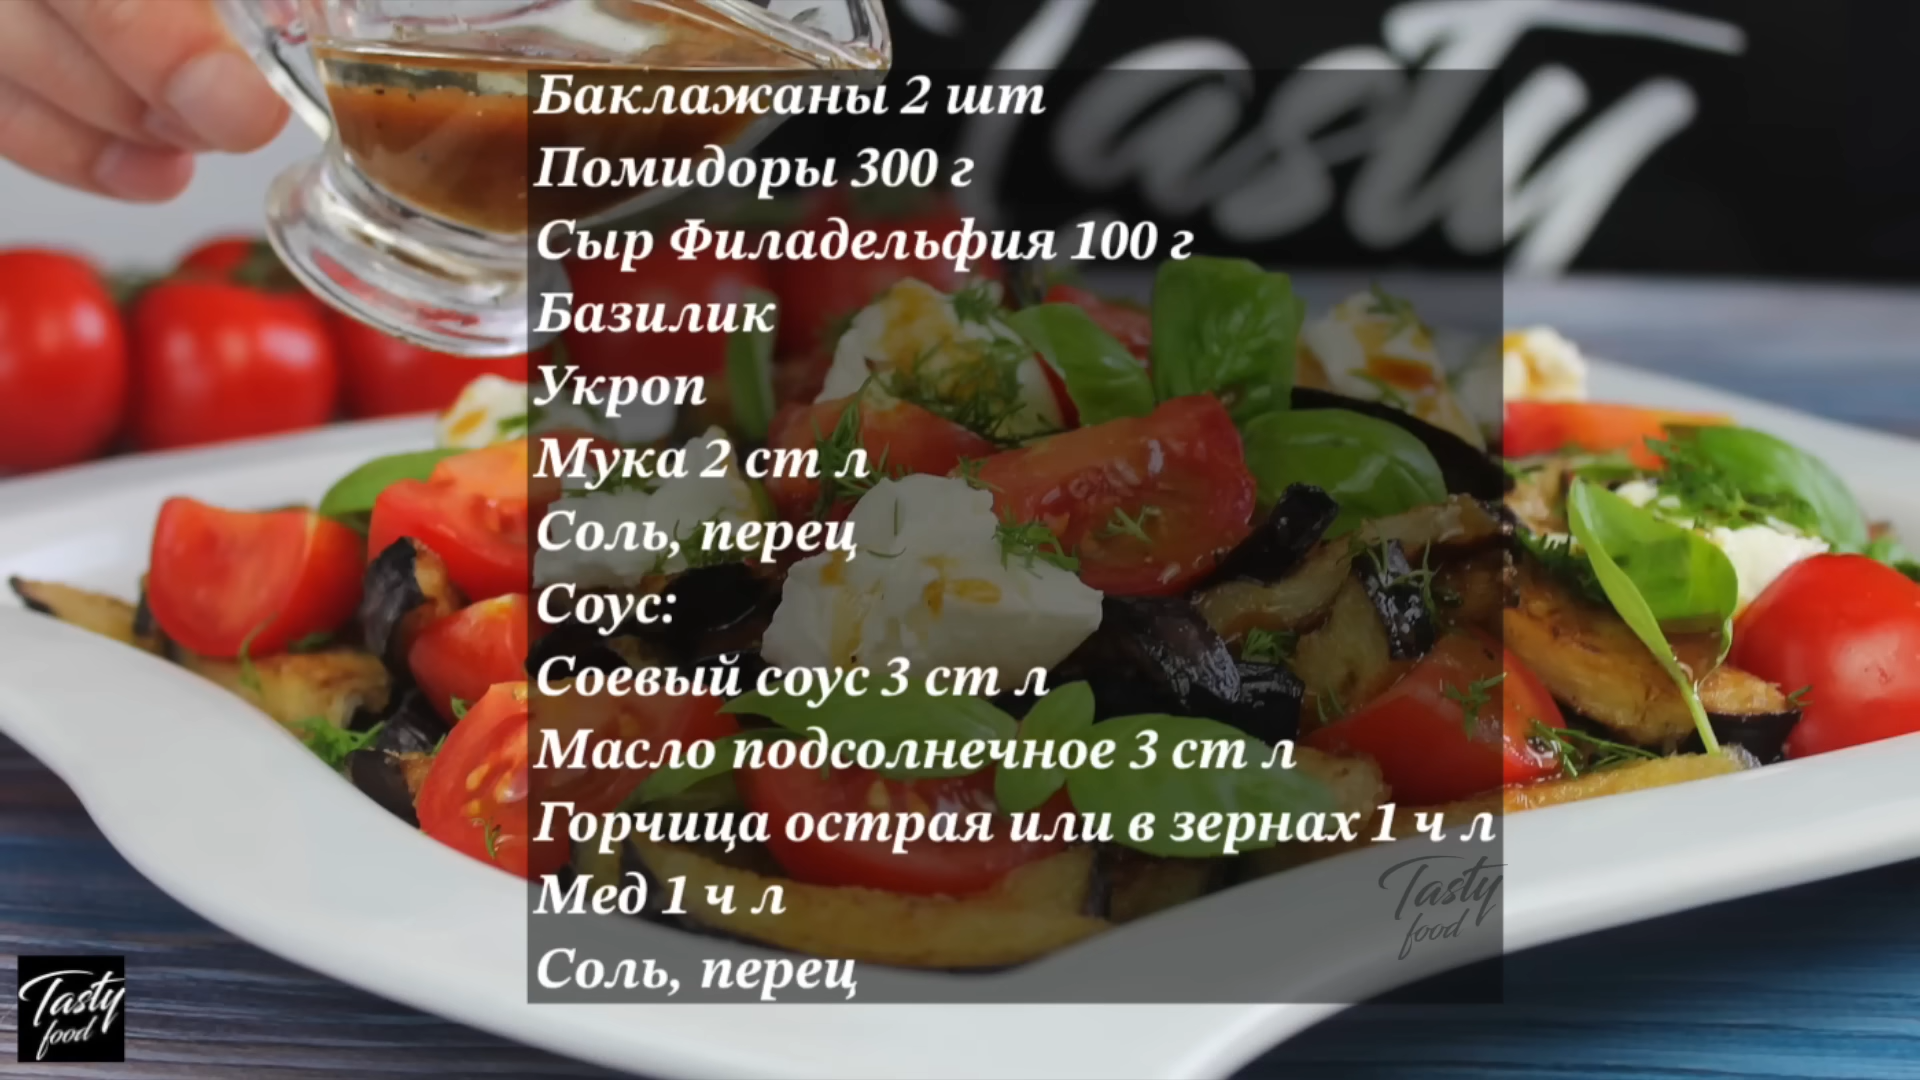 Tasty
Баклажаны 2 шт
Помидоры 300 г
Сыр Филадельфия 100 г
Базилик
Укроп
Мука 2 ст л
Соль, перец
Соус:
Соевый соус 3 ст л
Масло подсолнечное 3 ст л
Горчица острая или в зернах 1 ч л
Мед 1 ч л
Соль, перец
Tasty
food
Tasty
food